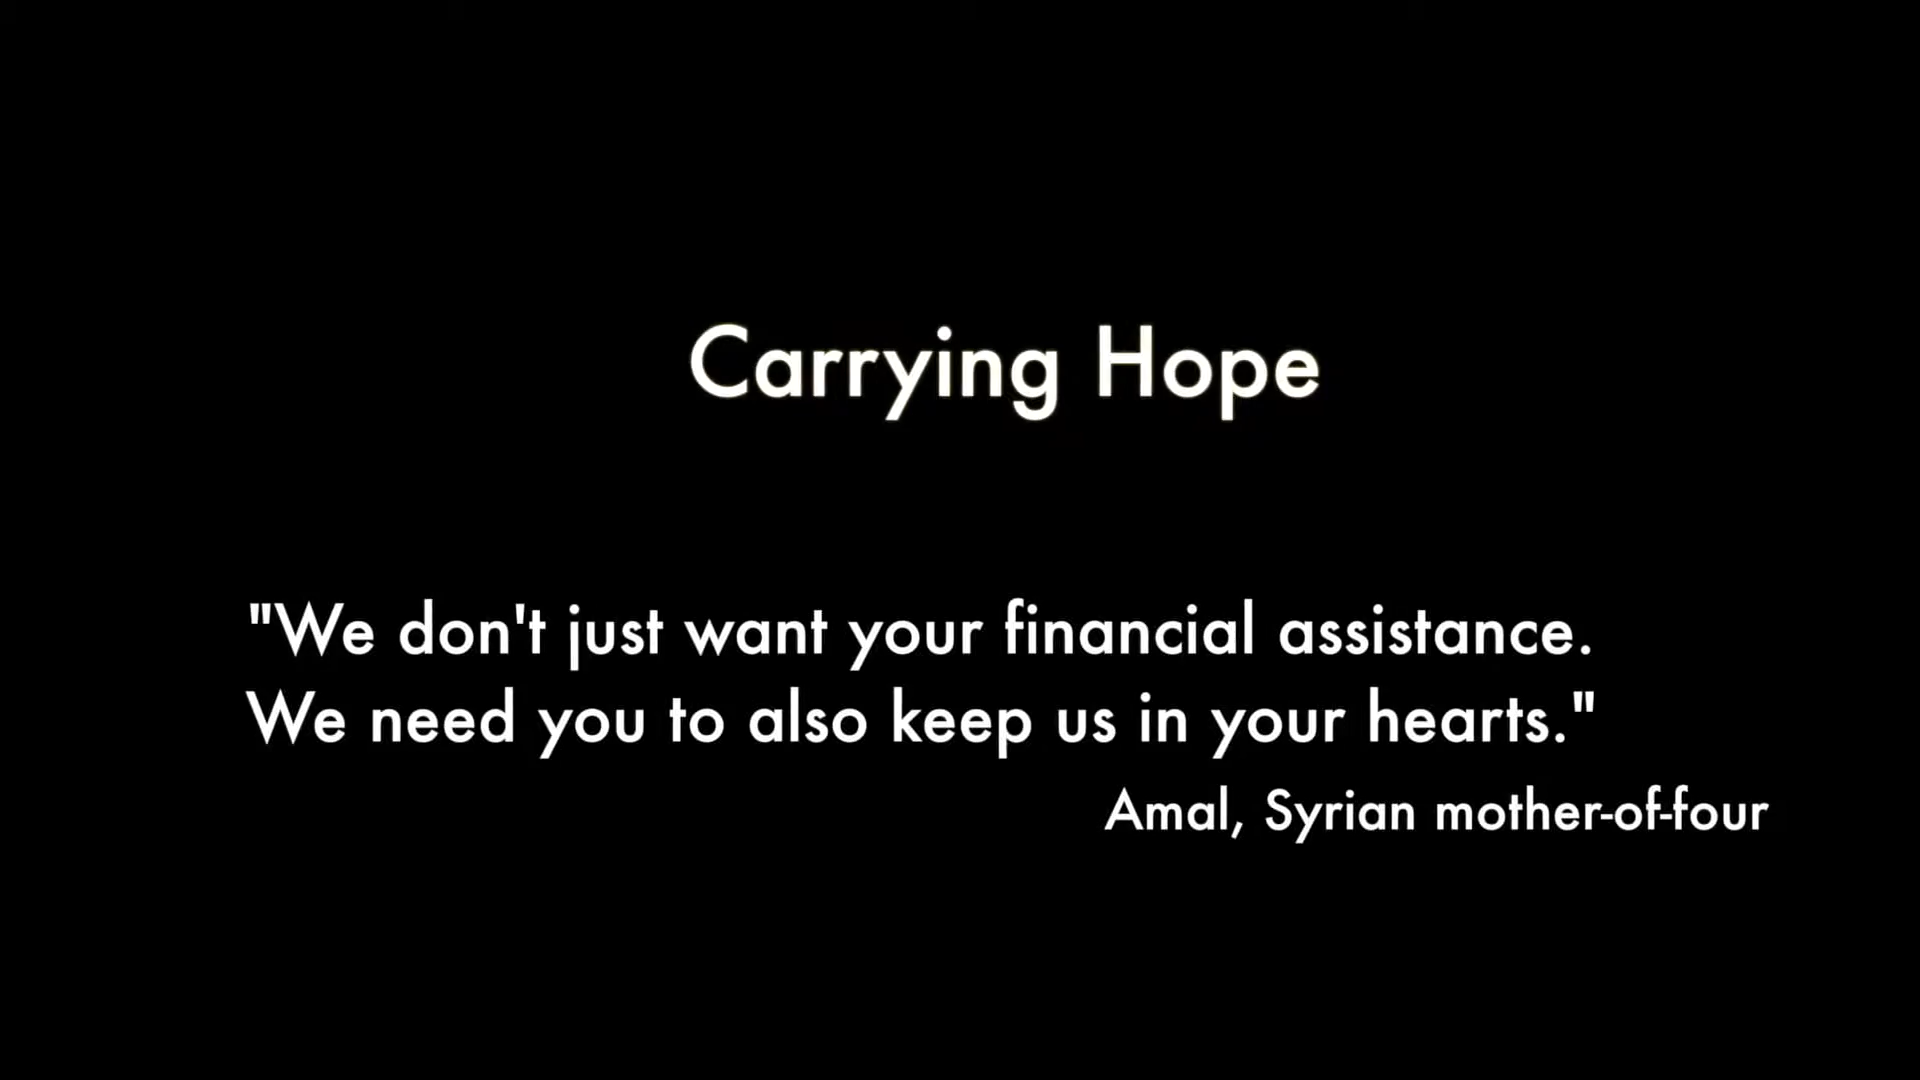 Carrying Hope
"We don't just want your financial assistance.
We need you to also keep us in your hearts."
Amal, Syrian mother-of-four